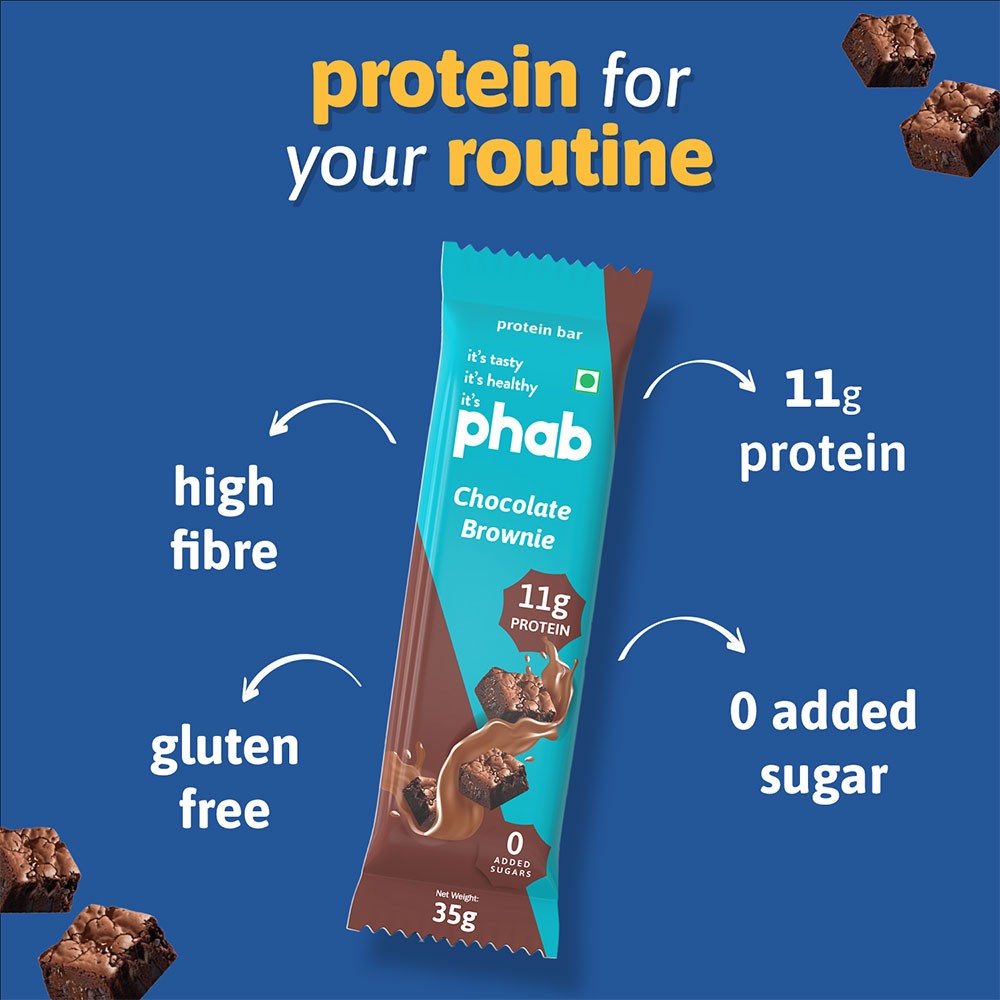 protein for
your routine
protein bar
it's tasty
it's healthy
it's
phab
Chocolate
Brownie
11g
PROTEIN
0
ADDED
SUGARS
Net Weight:
35g
high
fibre
gluten
free
11g
protein
0 added
sugar